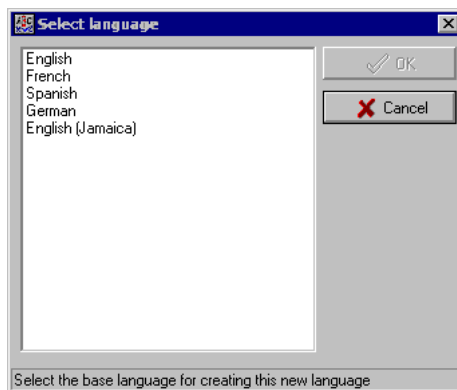 Select language
English
French
Spanish
German
English (Jamaica)
OK
Cancel
Select the base language for creating this new language